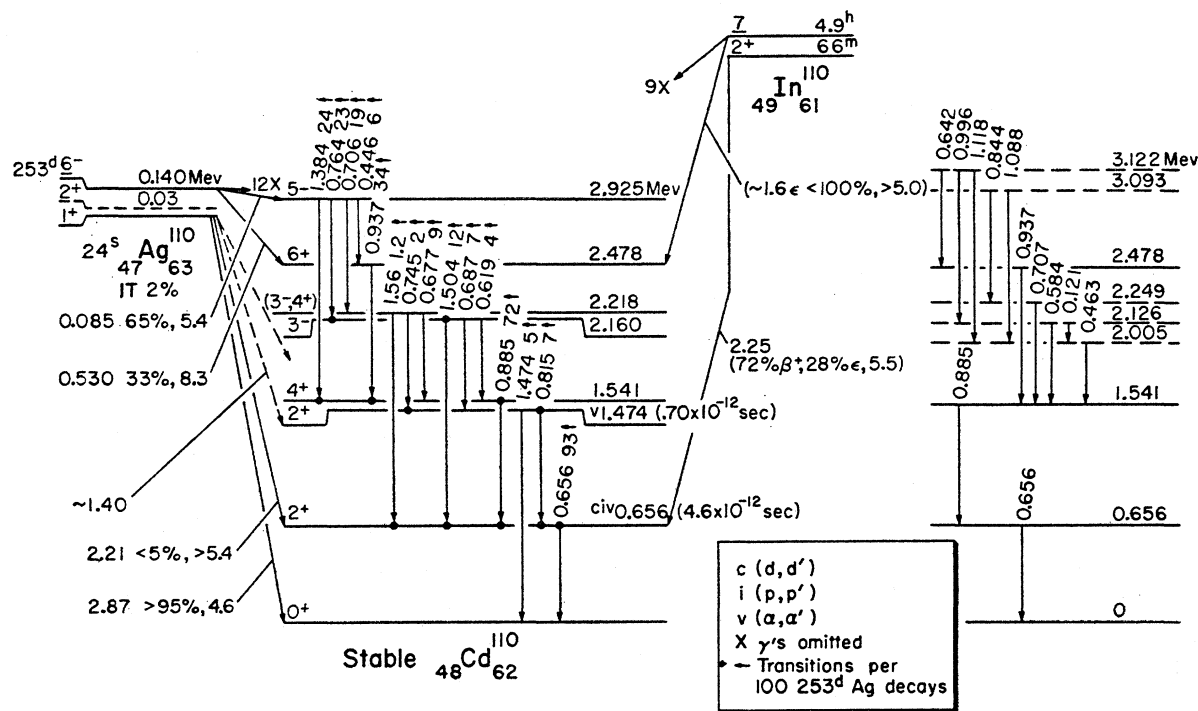 7 4.9h
2+ 66m
49In110 61
9X
253d 6-
2+
1+
0.140 Mev
0.03
12X
24s 47Ag110 63
IT 2%
0.085 65%, 5.4
0.530 33%, 8.3
~1.40
2.21 <5%, >5.4
2.87 >95%, 4.6
1.384 24
0.764 23
0.706 19
0.446 6
0.937 34
1.56 1.2
0.745 2
0.677 9
1.504 12
0.687 7
0.619 4
0.885 72
1.474 5
0.815 7
0.656 93
5- 2.925 Mev
6+ 2.478
(3-,4+) 2.218
3- 2.160
4+ 1.541
2+ v1.474 (.70x10-12 sec)
2+ civ0.656 (4.6x10-12 sec)
0+
Stable 48Cd110 62
(~1.6ϵ <100%, >5.0)
2.25
(72%β+, 28%ϵ, 5.5)
0.642
0.996
1.118
0.844
1.088
3.122 Mev
3.093
0.937
0.707
0.584
0.121
0.463
2.478
2.249
2.126
2.005
0.885
1.541
0.656
0.656
0
c (d,d′)
i (p,p′)
v (α,α′)
X γ's omitted
← Transitions per
100 253d Ag decays